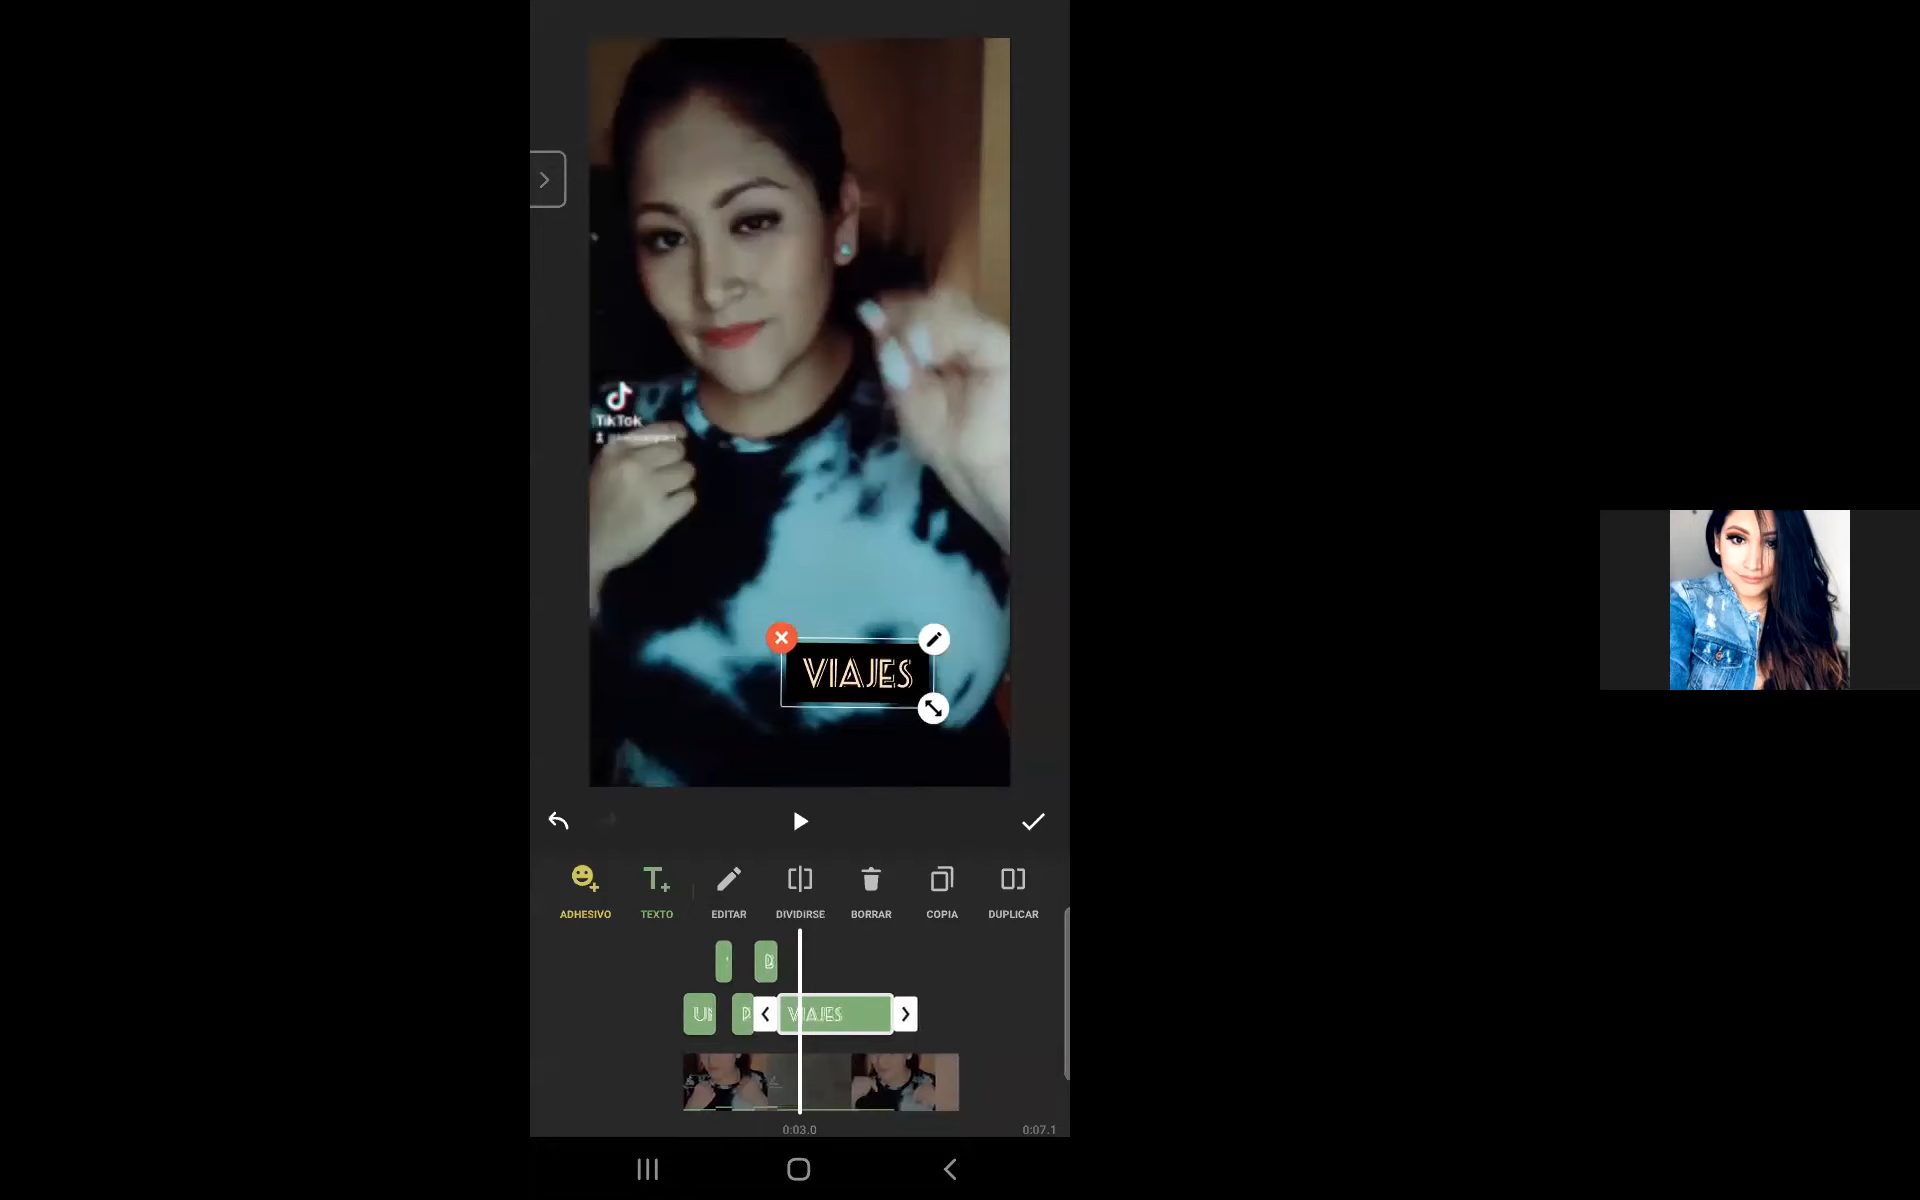 TikTok
VIAJES
ADHESIVO
TEXTO
EDITAR
DIVIDIRSE
BORRAR
COPIA
DUPLICAR
VIAJES
0:03.0
0:07.1